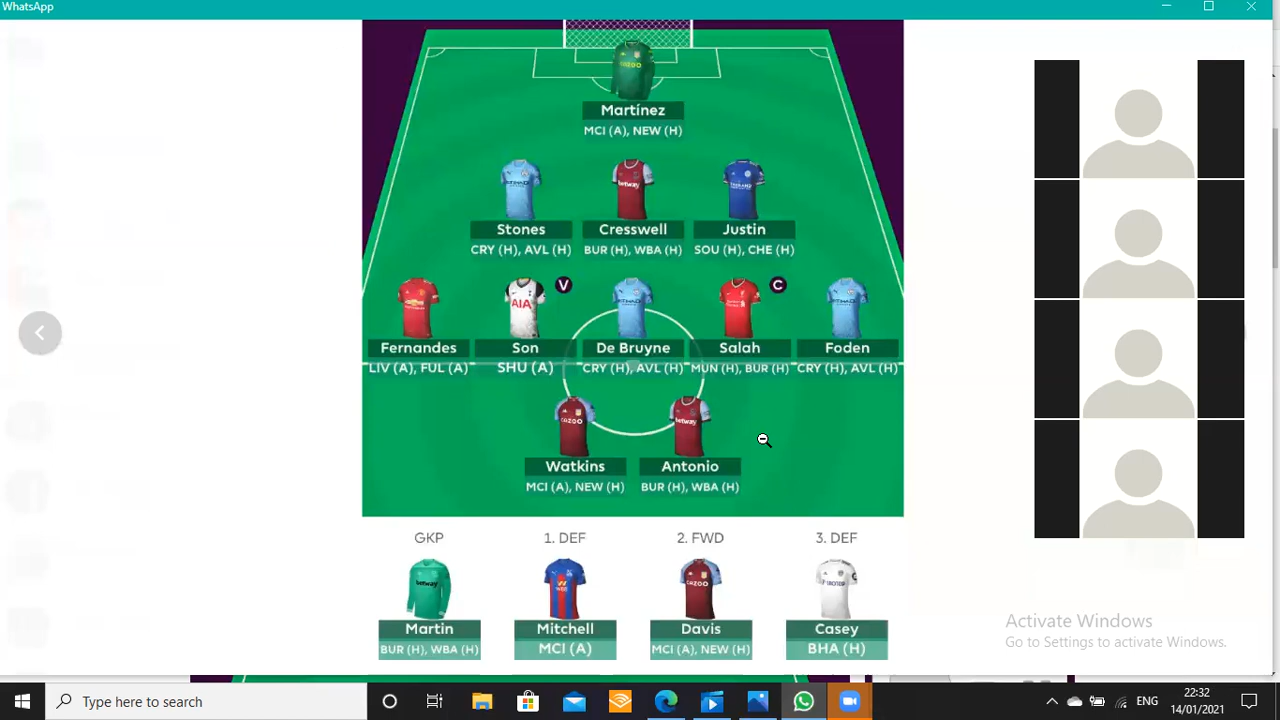 WhatsApp
Martínez
MCI (A), NEW (H)
Stones
Cresswell
Justin
CRY (H), AVL (H)
BUR (H), WBA (H)
SOU (H), CHE (H)
V
C
Fernandes
Son
De Bruyne
Salah
Foden
LIV (A), FUL (A)
SHU (A)
CRY (H), AVL (H)
MUN (H), BUR (H)
CRY (H), AVL (H)
Watkins
Antonio
MCI (A), NEW (H)
BUR (H), WBA (H)
GKP
1. DEF
2. FWD
3. DEF
Martin
Mitchell
Davis
Casey
BUR (H), WBA (H)
MCI (A)
MCI (A), NEW (H)
BHA (H)
Activate Windows
Go to Settings to activate Windows.
Type here to search
ENG
22:32
14/01/2021